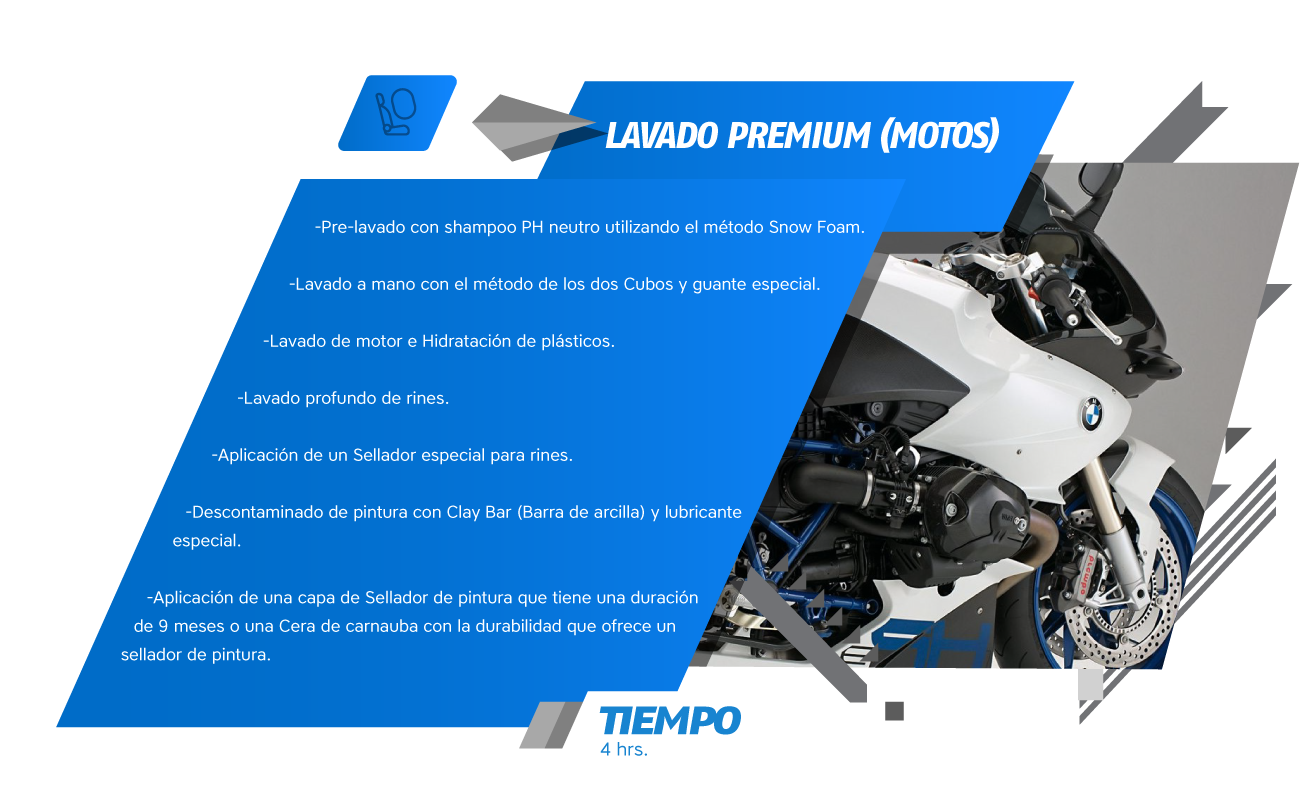 LAVADO PREMIUM (MOTOS)
-Pre-lavado con shampoo PH neutro utilizando el método Snow Foam.
-Lavado a mano con el método de los dos Cubos y guante especial.
-Lavado de motor e Hidratación de plásticos.
-Lavado profundo de rines.
-Aplicación de un Sellador especial para rines.
-Descontaminado de pintura con Clay Bar (Barra de arcilla) y lubricante
especial.
-Aplicación de una capa de Sellador de pintura que tiene una duración
de 9 meses o una Cera de carnauba con la durabilidad que ofrece un
sellador de pintura.
BMW
brembo
TIEMPO
4 hrs.